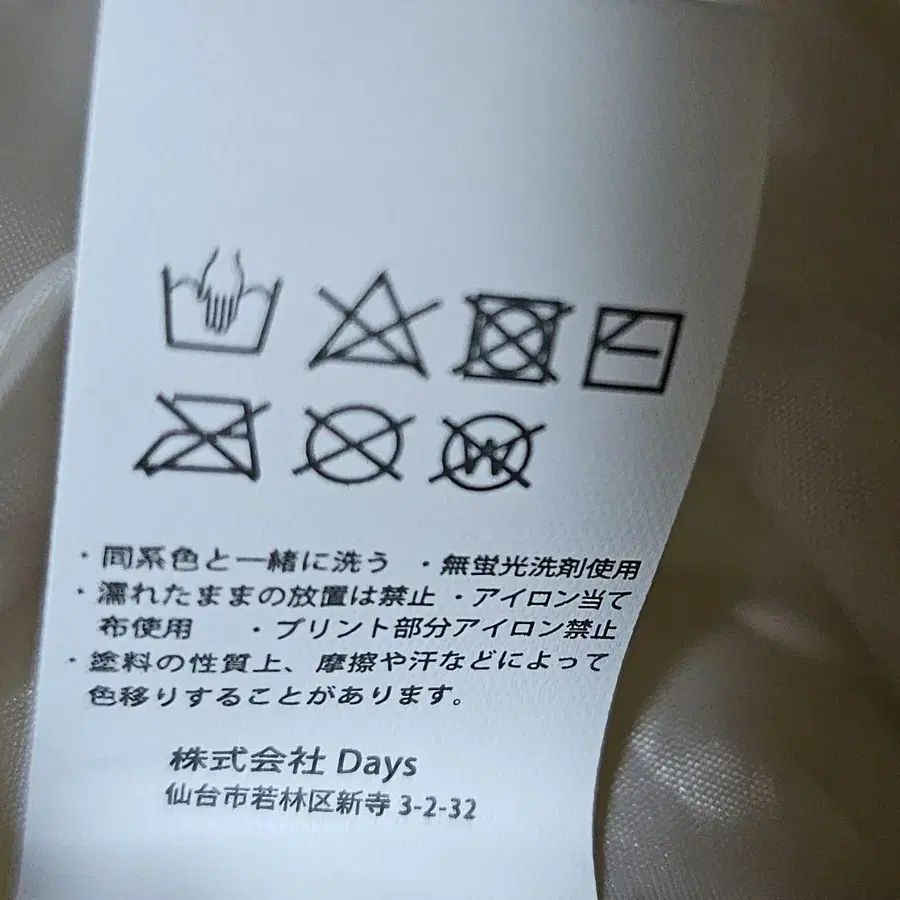 W
・同系色と一緒に洗う ・無蛍光洗剤使用
・濡れたままの放置は禁止 ・アイロン当て
布使用 ・プリント部分アイロン禁止
・塗料の性質上、摩擦や汗などによって
色移りすることがあります。
株式会社 Days
仙台市若林区新寺 3-2-32